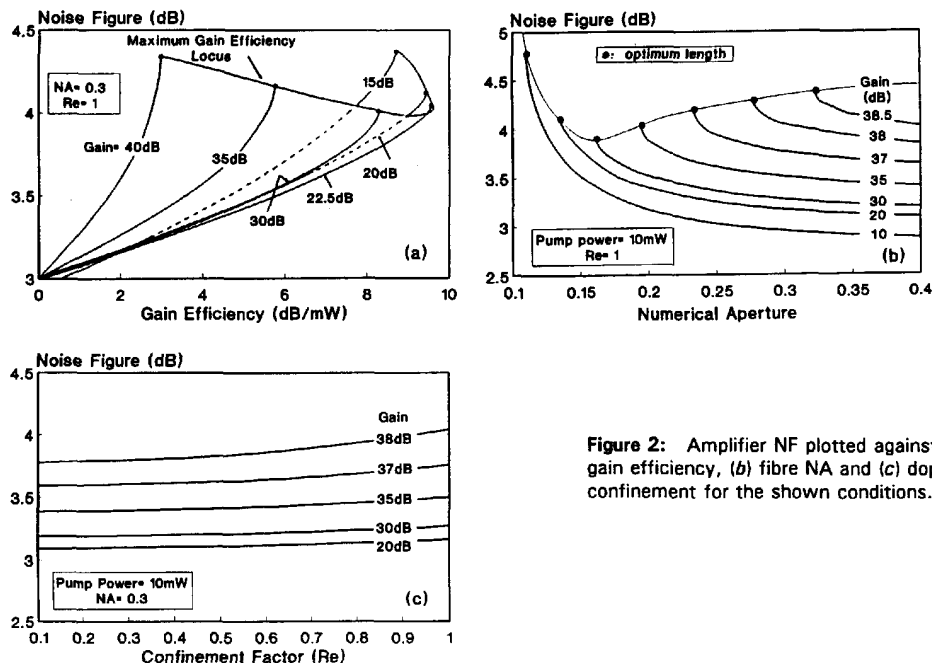 Noise Figure (dB)
4.5
4
3.5
3
Maximum Gain Efficiency
Locus
NA= 0.3
Re= 1
Gain= 40dB
35dB
15dB
20dB
30dB
22.5dB
(a)
0
2
4
6
8
10
Gain Efficiency (dB/mW)
Noise Figure (dB)
5
4.5
4
3.5
3
2.5
●: optimum length
Gain
(dB)
38.5
38
37
35
30
20
10
Pump power= 10mW
Re= 1
(b)
0.1
0.15
0.2
0.25
0.3
0.35
0.4
Numerical Aperture
Noise Figure (dB)
4.5
4
3.6
3
2.5
Gain
38dB
37dB
35dB
30dB
20dB
Pump Power= 10mW
NA= 0.3
(c)
0.1
0.2
0.3
0.4
0.5
0.6
0.7
0.8
0.9
1
Confinement Factor (Re)
Figure 2: Amplifier NF plotted against
gain efficiency, (b) fibre NA and (c) dop
confinement for the shown conditions.